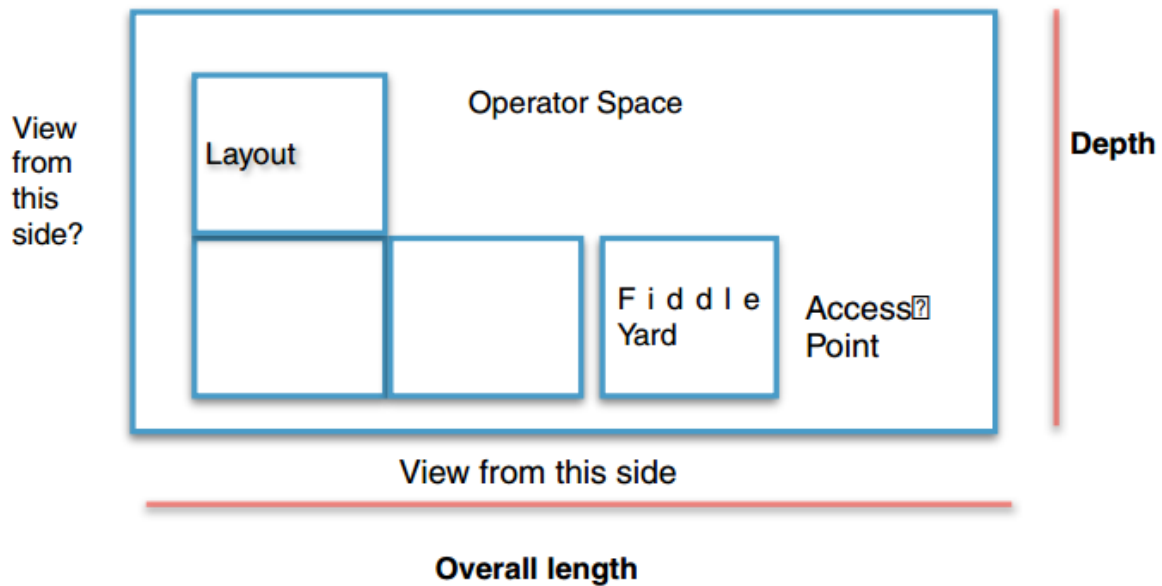 Operator Space
View
from
this
side?
Layout
Depth
F i d d l e
Yard
Access⍰
Point
View from this side
Overall length